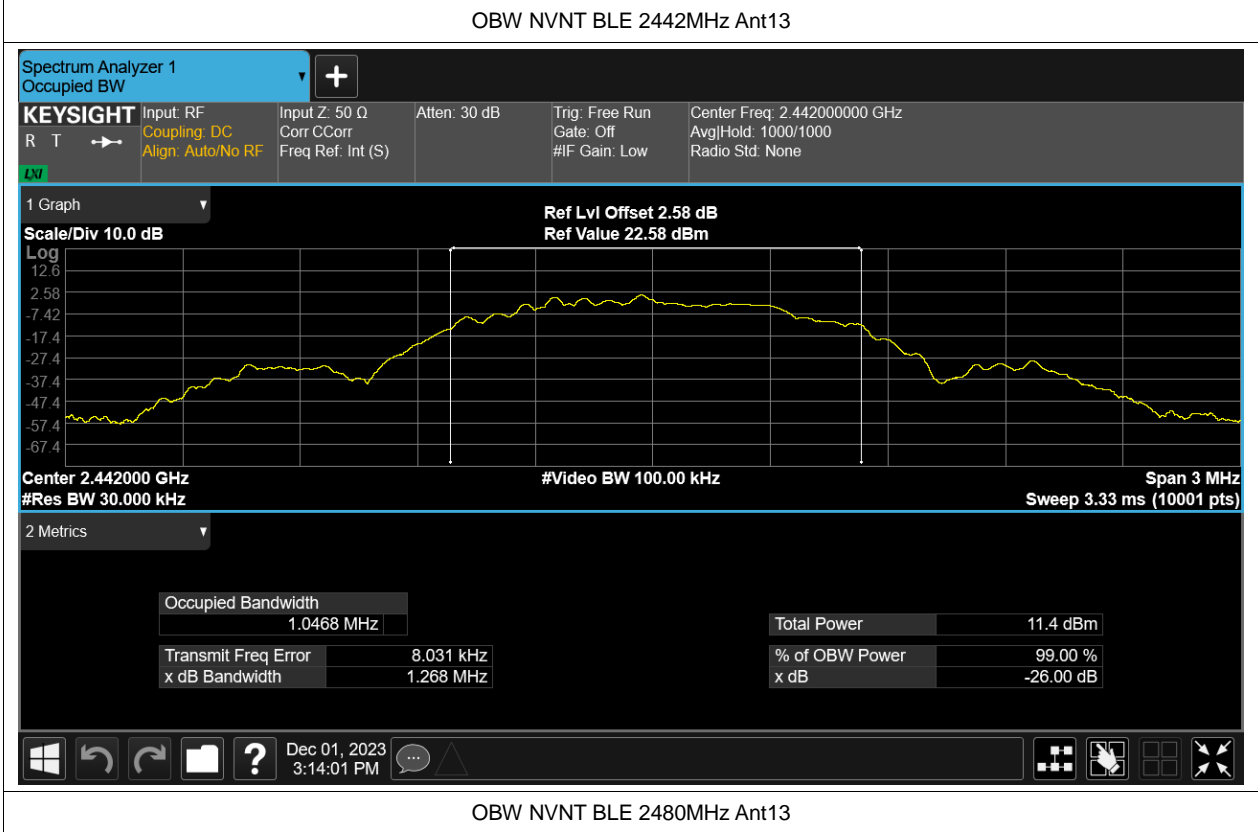 OBW NVNT BLE 2442MHz Ant13
Spectrum Analyzer 1
Occupied BW
KEYSIGHT
R T
LXI
Input: RF
Coupling: DC
Align: Auto/No RF
Input Z: 50 Ω
Corr CCorr
Freq Ref: Int (S)
Atten: 30 dB
Trig: Free Run
Gate: Off
#IF Gain: Low
Center Freq: 2.442000000 GHz
Avg|Hold: 1000/1000
Radio Std: None
1 Graph
Scale/Div 10.0 dB
Ref Lvl Offset 2.58 dB
Ref Value 22.58 dBm
Log
12.6
2.58
-7.42
-17.4
-27.4
-37.4
-47.4
-57.4
-67.4
Center 2.442000 GHz
#Res BW 30.000 kHz
#Video BW 100.00 kHz
Span 3 MHz
Sweep 3.33 ms (10001 pts)
2 Metrics
Occupied Bandwidth
1.0468 MHz
Transmit Freq Error 8.031 kHz
x dB Bandwidth 1.268 MHz
Total Power 11.4 dBm
% of OBW Power 99.00 %
x dB -26.00 dB
?
Dec 01, 2023
3:14:01 PM
OBW NVNT BLE 2480MHz Ant13